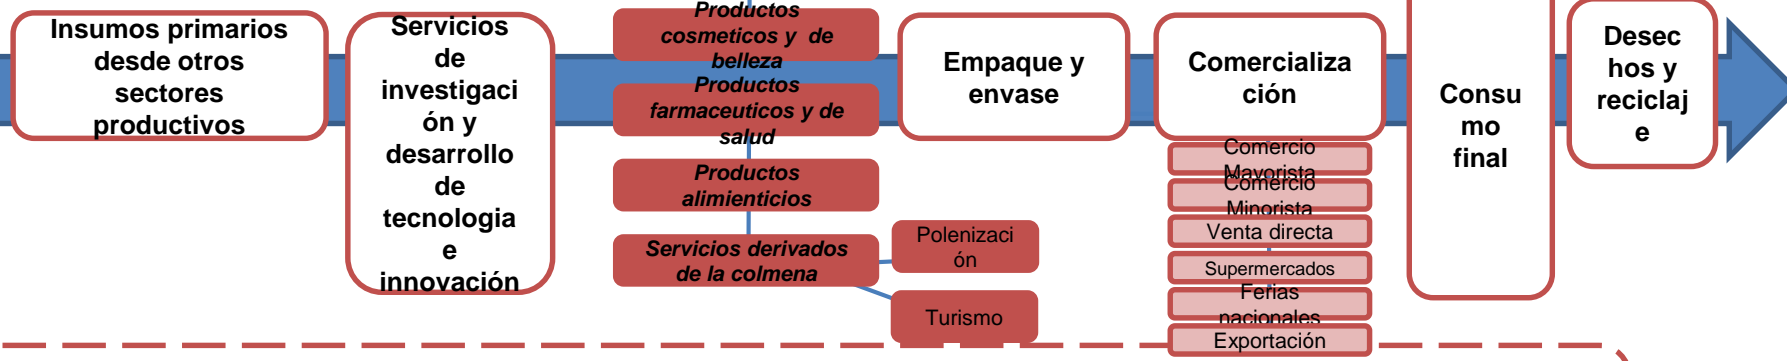 Insumos primarios
desde otros
sectores
productivos
Servicios
de
investigaci
ón y
desarrollo
de
tecnologia
e
innovación
Productos
cosmeticos y de
belleza
Productos
farmaceuticos y de
salud
Productos
alimienticios
Servicios derivados
de la colmena
Polenizaci
ón
Turismo
Empaque y
envase
Comercializa
ción
Comercio
Mayorista
Comercio
Minorista
Venta directa
Supermercados
Ferias
nacionales
Exportación
Consu
mo
final
Desec
hos y
reciclaj
e